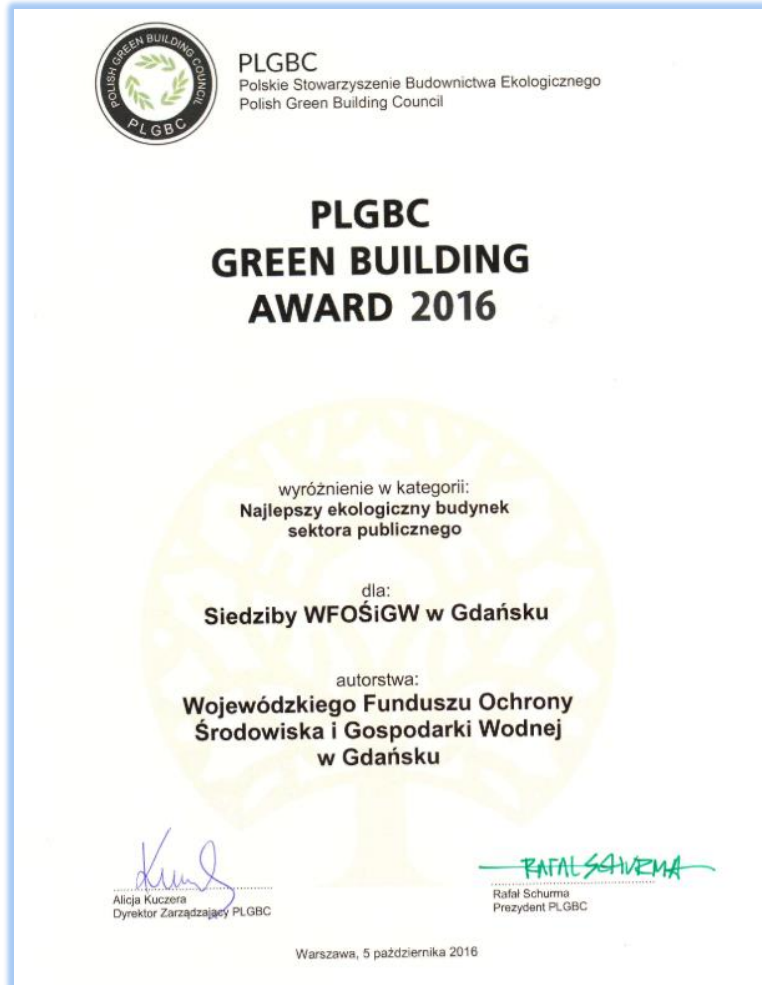 POLISH GREEN BUILDING COUNCIL
PLGBC
PLGBC
Polskie Stowarzyszenie Budownictwa Ekologicznego
Polish Green Building Council
PLGBC
GREEN BUILDING
AWARD 2016
wyróżnienie w kategorii:
Najlepszy ekologiczny budynek
sektora publicznego
dla:
Siedziby WFOŚiGW w Gdańsku
autorstwa:
Wojewódzkiego Funduszu Ochrony
Środowiska i Gospodarki Wodnej
w Gdańsku
RAFAL SCHURMA
Alicja Kuczera
Dyrektor Zarządzający PLGBC
Rafał Schurma
Prezydent PLGBC
Warszawa, 5 października 2016